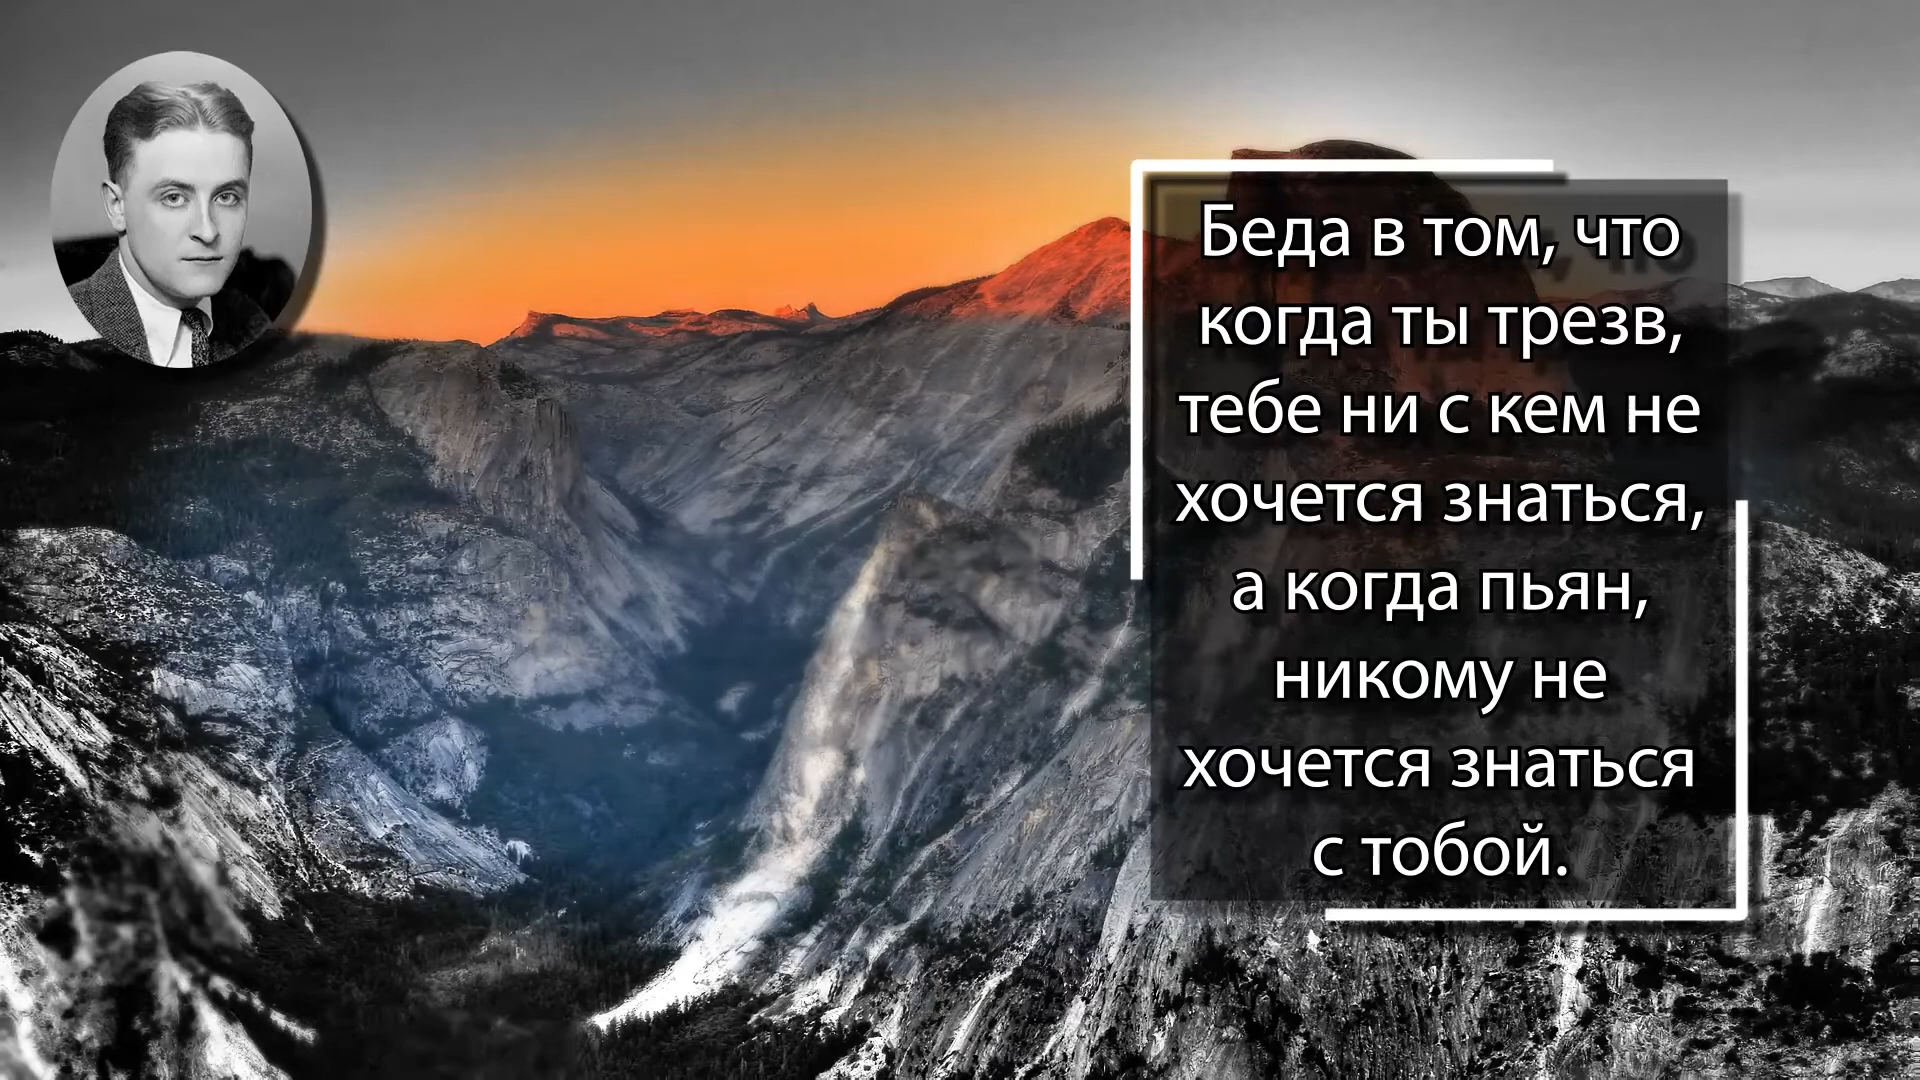 Беда в том, что
когда ты трезв,
тебе ни с кем не
хочется знаться,
а когда пьян,
никому не
хочется знаться
с тобой.